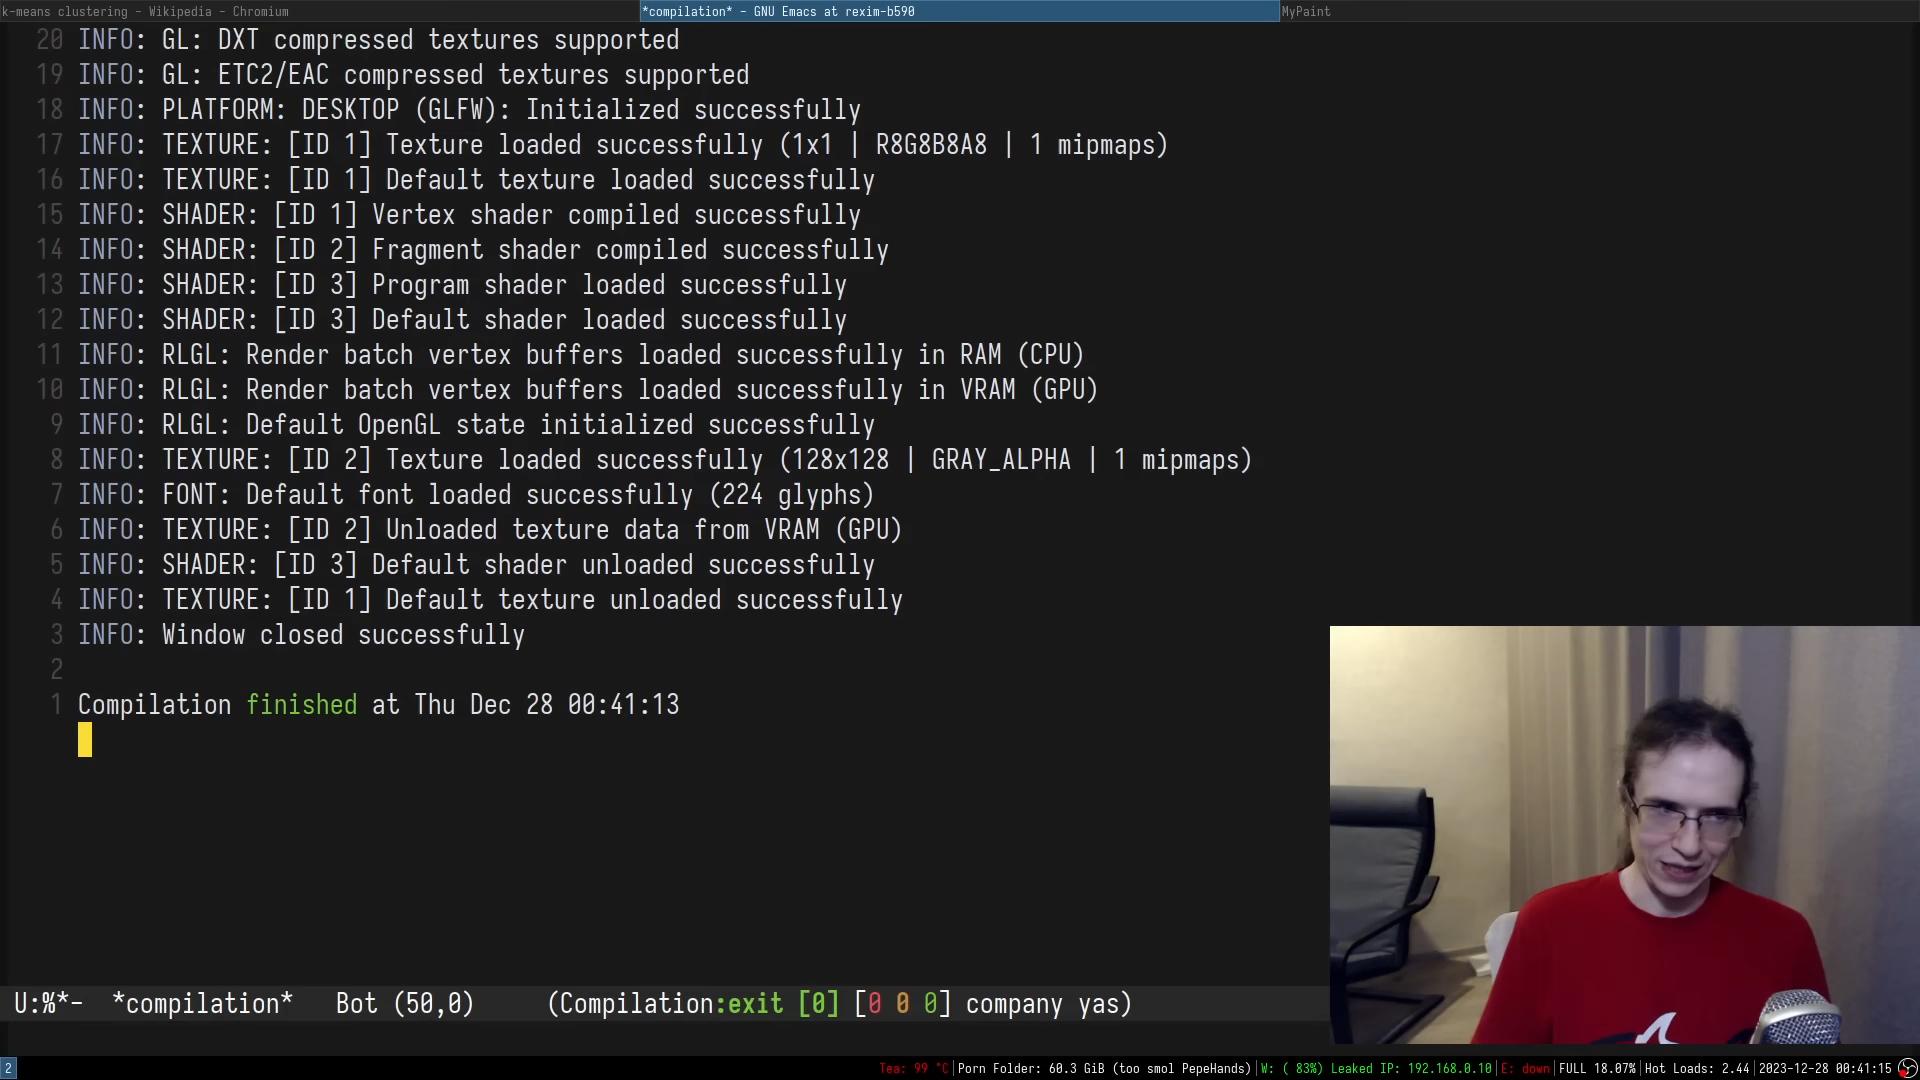 k-means clustering - Wikipedia - Chromium
*compilation* - GNU Emacs at rexim-b590
MyPaint
20 INFO: GL: DXT compressed textures supported
19 INFO: GL: ETC2/EAC compressed textures supported
18 INFO: PLATFORM: DESKTOP (GLFW): Initialized successfully
17 INFO: TEXTURE: [ID 1] Texture loaded successfully (1x1 | R8G8B8A8 | 1 mipmaps)
16 INFO: TEXTURE: [ID 1] Default texture loaded successfully
15 INFO: SHADER: [ID 1] Vertex shader compiled successfully
14 INFO: SHADER: [ID 2] Fragment shader compiled successfully
13 INFO: SHADER: [ID 3] Program shader loaded successfully
12 INFO: SHADER: [ID 3] Default shader loaded successfully
11 INFO: RLGL: Render batch vertex buffers loaded successfully in RAM (CPU)
10 INFO: RLGL: Render batch vertex buffers loaded successfully in VRAM (GPU)
9 INFO: RLGL: Default OpenGL state initialized successfully
8 INFO: TEXTURE: [ID 2] Texture loaded successfully (128x128 | GRAY_ALPHA | 1 mipmaps)
7 INFO: FONT: Default font loaded successfully (224 glyphs)
6 INFO: TEXTURE: [ID 2] Unloaded texture data from VRAM (GPU)
5 INFO: SHADER: [ID 3] Default shader unloaded successfully
4 INFO: TEXTURE: [ID 1] Default texture unloaded successfully
3 INFO: Window closed successfully
2
1 Compilation finished at Thu Dec 28 00:41:13
U:%*- *compilation* Bot (50,0) (Compilation:exit [0] [0 0 0] company yas)
2
Tea: 99 °C|Porn Folder: 60.3 GiB (too smol PepeHands)|W: ( 83%) Leaked IP: 192.168.0.10|E: down|FULL 18.07%|Hot Loads: 2.44|2023-12-28 00:41:15